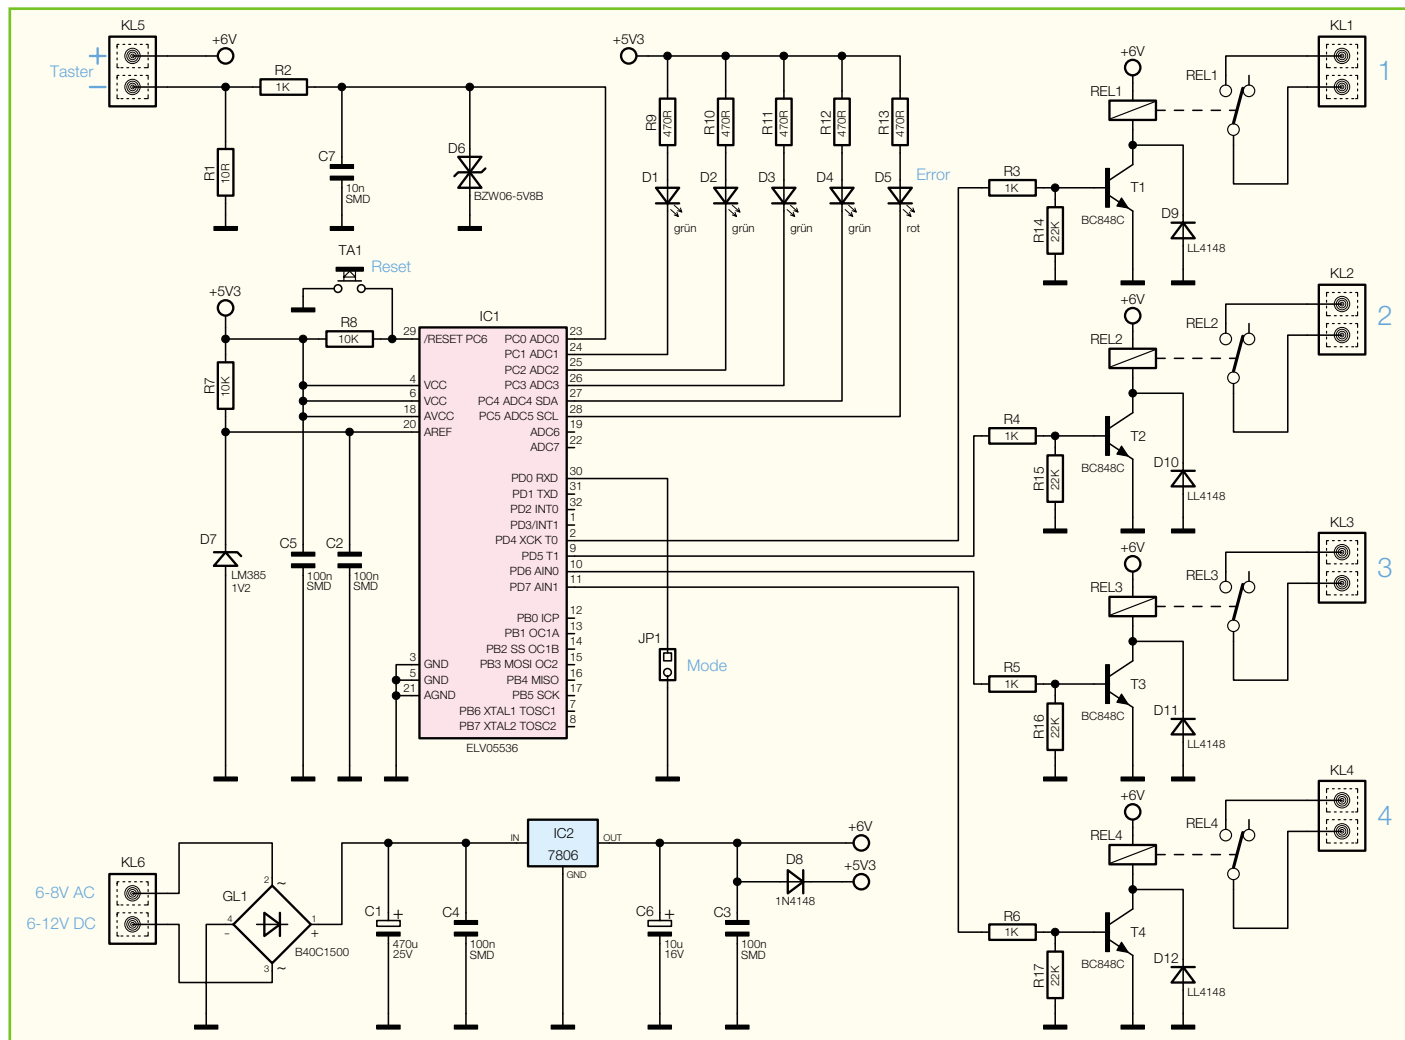 KL5
+6V
Taster
+
−
R2
1K
R1
10R
C7
10n
SMD
D6
BZW06-5V8B
TA1
Reset
+5V3
R8
10K
R7
10K
D7
LM385
1V2
C5
100n
SMD
C2
100n
SMD
IC1
29
/RESET PC6
4
VCC
6
VCC
18
AVCC
20
AREF
3
GND
5
GND
21
AGND
PC0 ADC0
23
PC1 ADC1
24
PC2 ADC2
25
PC3 ADC3
26
PC4 ADC4 SDA
27
PC5 ADC5 SCL
28
ADC6
19
ADC7
22
PD0 RXD
30
PD1 TXD
31
PD2 INT0
32
PD3/INT1
1
PD4 XCK T0
2
PD5 T1
9
PD6 AIN0
10
PD7 AIN1
11
PB0 ICP
12
PB1 OC1A
13
PB2 SS OC1B
14
PB3 MOSI OC2
15
PB4 MISO
16
PB5 SCK
17
PB6 XTAL1 TOSC1
7
PB7 XTAL2 TOSC2
8
ELV05536
JP1
Mode
+5V3
R9
470R
R10
470R
R11
470R
R12
470R
R13
470R
D1
grün
D2
grün
D3
grün
D4
grün
D5
rot
Error
+6V
REL1
REL1
KL1
1
R3
1K
R14
22K
T1
BC848C
D9
LL4148
+6V
REL2
REL2
KL2
2
R4
1K
R15
22K
T2
BC848C
D10
LL4148
+6V
REL3
REL3
KL3
3
R5
1K
R16
22K
T3
BC848C
D11
LL4148
+6V
REL4
REL4
KL4
4
R6
1K
R17
22K
T4
BC848C
D12
LL4148
KL6
6-8V AC
6-12V DC
GL1
2
~
4
−
1
+
3
~
B40C1500
C1
+
470u
25V
C4
100n
SMD
IN
IC2
7806
OUT
GND
C6
+
10u
16V
C3
100n
SMD
D8
1N4148
+6V
+5V3